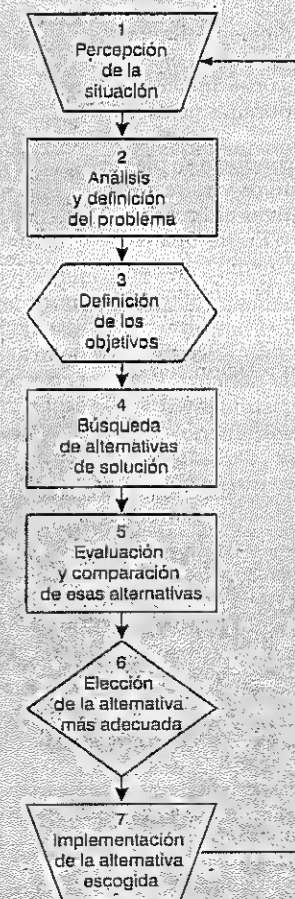 1
Percepción
de la
situación
2
Análisis
y definición
del problema
3
Definición
de los
objetivos
4
Búsqueda
de alternativas
de solución
5
Evaluación
y comparación
de esas alternativas
6
Elección
de la alternativa
más adecuada
7
Implementación
de la alternativa
escogida